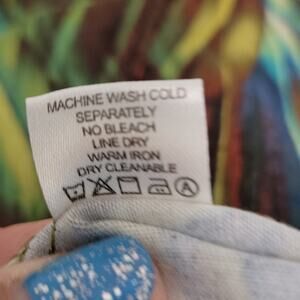 MACHINE WASH COLD
SEPARATELY
NO BLEACH
LINE DRY
WARM IRON
DRY CLEANABLE
A